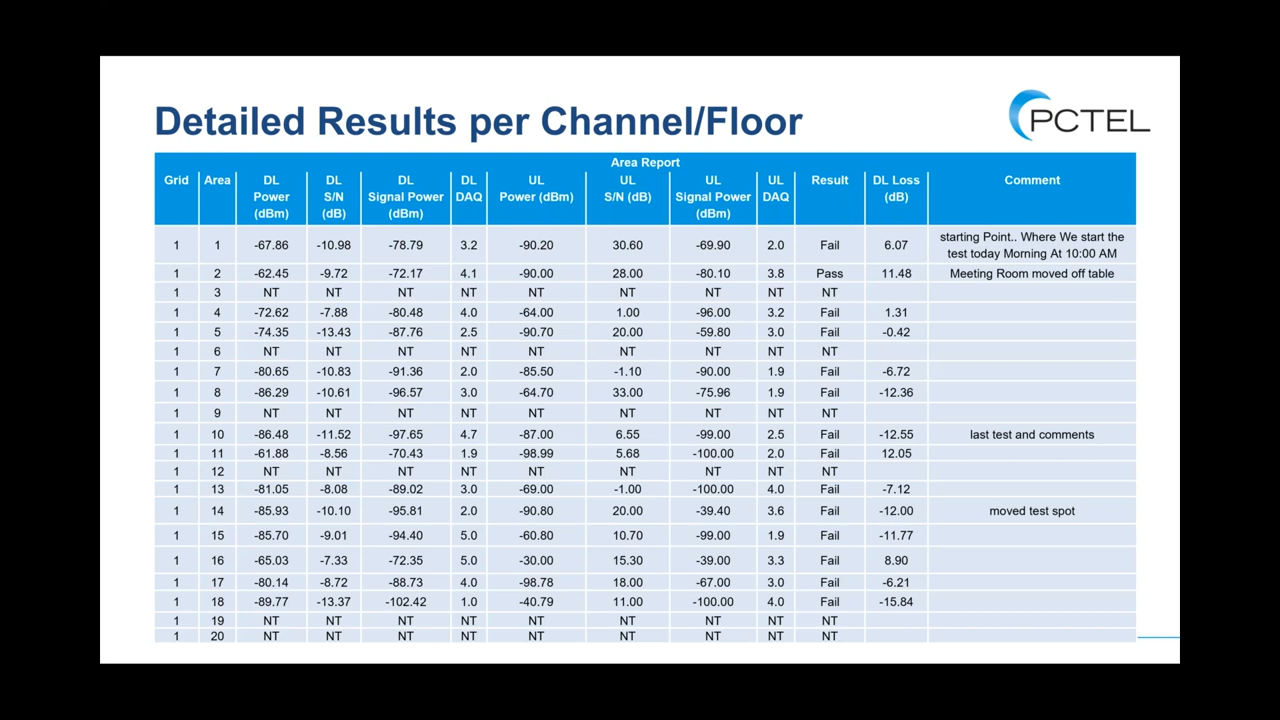 Detailed Results per Channel/Floor
PCTEL
Area Report
Grid Area DL Power (dBm) DL S/N (dB) DL Signal Power (dBm) DL DAQ UL Power (dBm) UL S/N (dB) UL Signal Power (dBm) UL DAQ Result DL Loss (dB) Comment
1 1 -67.86 -10.98 -78.79 3.2 -90.20 30.60 -69.90 2.0 Fail 6.07 starting Point.. Where We start the test today Morning At 10:00 AM
1 2 -62.45 -9.72 -72.17 4.1 -90.00 28.00 -80.10 3.8 Pass 11.48 Meeting Room moved off table
1 3 NT NT NT NT NT NT NT NT NT
1 4 -72.62 -7.88 -80.48 4.0 -64.00 1.00 -96.00 3.2 Fail 1.31
1 5 -74.35 -13.43 -87.76 2.5 -90.70 20.00 -59.80 3.0 Fail -0.42
1 6 NT NT NT NT NT NT NT NT NT
1 7 -80.65 -10.83 -91.36 2.0 -85.50 -1.10 -90.00 1.9 Fail -6.72
1 8 -86.29 -10.61 -96.57 3.0 -64.70 33.00 -75.96 1.9 Fail -12.36
1 9 NT NT NT NT NT NT NT NT NT
1 10 -86.48 -11.52 -97.65 4.7 -87.00 6.55 -99.00 2.5 Fail -12.55 last test and comments
1 11 -61.88 -8.56 -70.43 1.9 -98.99 5.68 -100.00 2.0 Fail 12.05
1 12 NT NT NT NT NT NT NT NT NT
1 13 -81.05 -8.08 -89.02 3.0 -69.00 -1.00 -100.00 4.0 Fail -7.12
1 14 -85.93 -10.10 -95.81 2.0 -90.80 20.00 -39.40 3.6 Fail -12.00 moved test spot
1 15 -85.70 -9.01 -94.40 5.0 -60.80 10.70 -99.00 1.9 Fail -11.77
1 16 -65.03 -7.33 -72.35 5.0 -30.00 15.30 -39.00 3.3 Fail 8.90
1 17 -80.14 -8.72 -88.73 4.0 -98.78 18.00 -67.00 3.0 Fail -6.21
1 18 -89.77 -13.37 -102.42 1.0 -40.79 11.00 -100.00 4.0 Fail -15.84
1 19 NT NT NT NT NT NT NT NT NT
1 20 NT NT NT NT NT NT NT NT NT